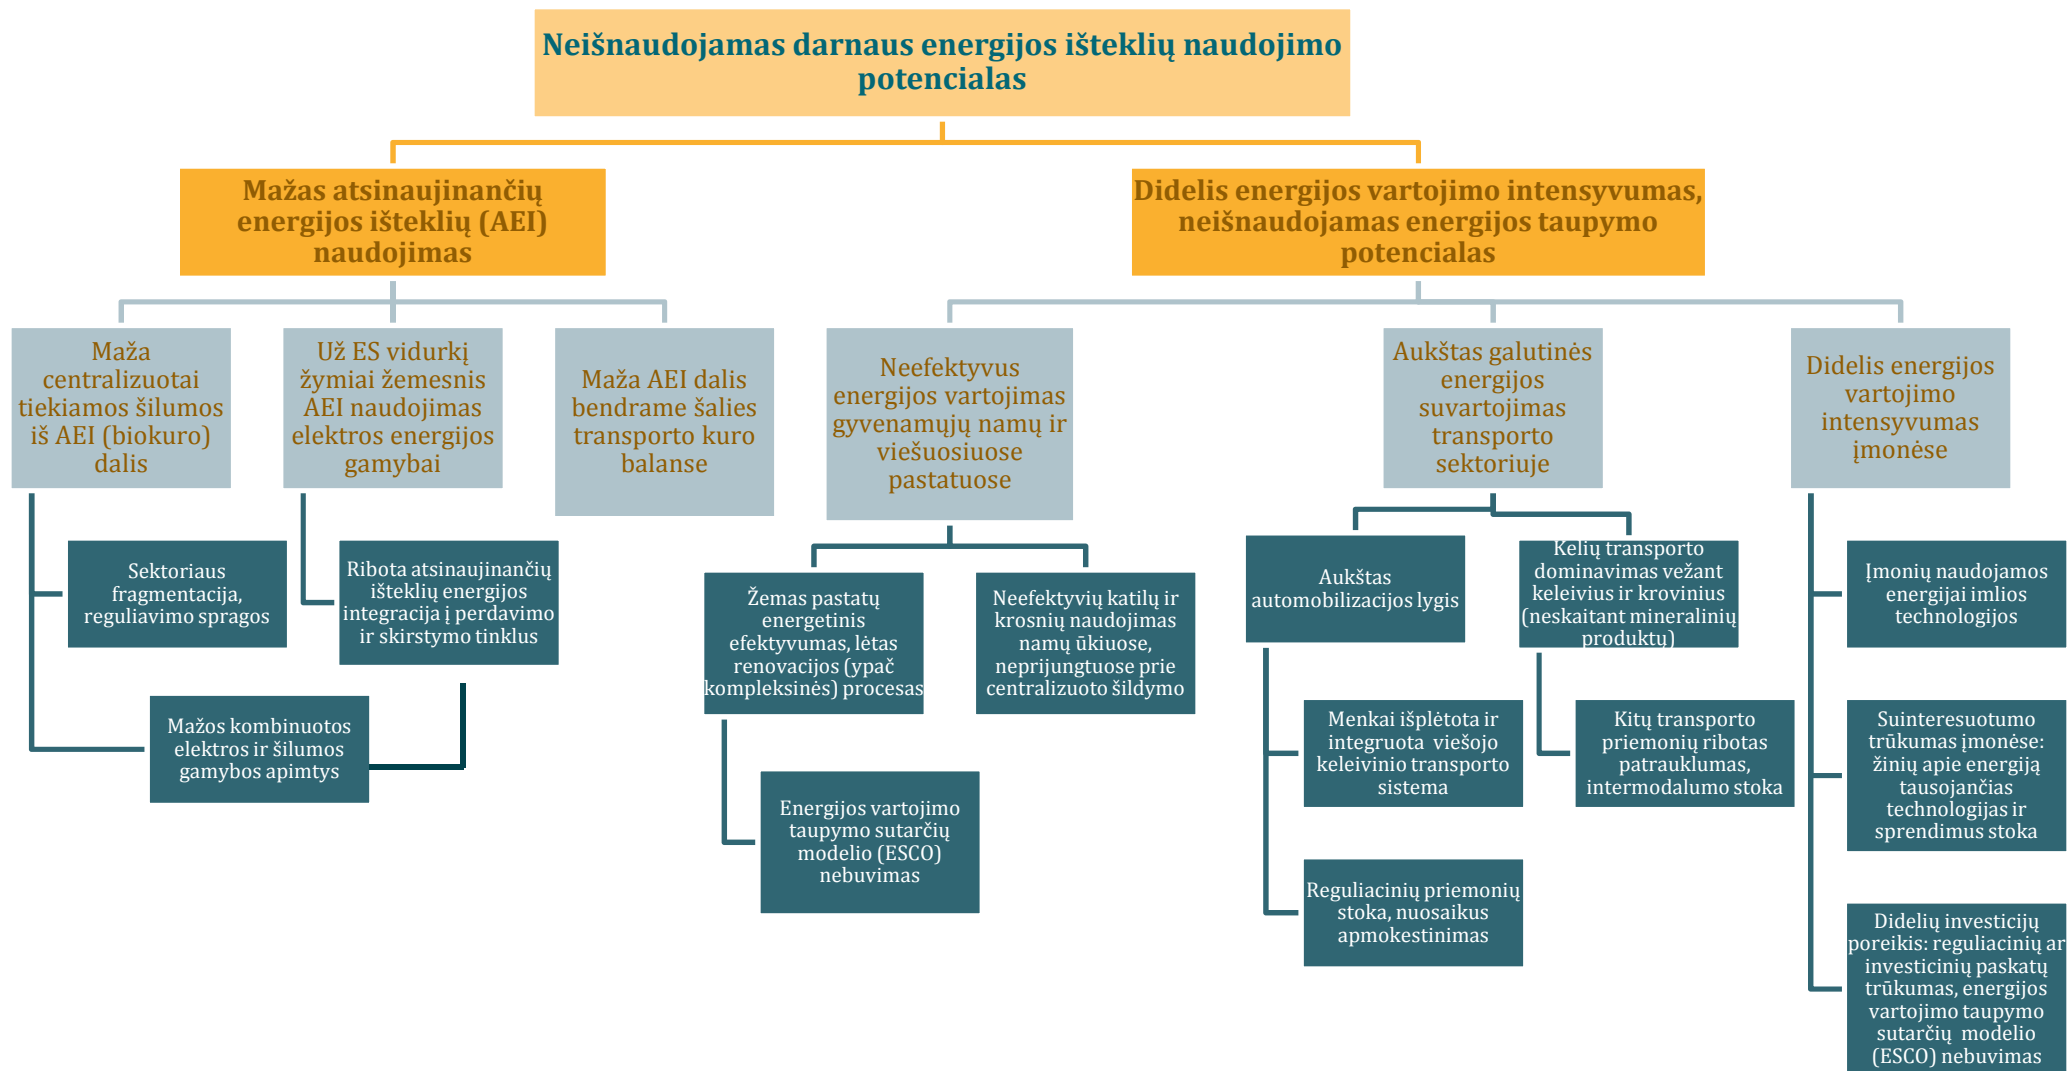 Neišnaudojamas darnaus energijos išteklių naudojimo
potencialas
Mažas atsinaujinančių
energijos išteklių (AEI)
naudojimas
Didelis energijos vartojimo intensyvumas,
neišnaudojamas energijos taupymo
potencialas
Maža
centralizuotai
tiekiamos šilumos
iš AEI (biokuro)
dalis
Už ES vidurkį
žymiai žemesnis
AEI naudojimas
elektros energijos
gamybai
Maža AEI dalis
bendrame šalies
transporto kuro
balanse
Neefektyvus
energijos vartojimas
gyvenamųjų namų ir
viešuosiuose
pastatuose
Aukštas galutinės
energijos
suvartojimas
transporto
sektoriuje
Didelis energijos
vartojimo
intensyvumas
įmonėse
Sektoriaus
fragmentacija,
reguliavimo spragos
Ribota atsinaujinančių
išteklių energijos
integracija į perdavimo
ir skirstymo tinklus
Mažos kombinuotos
elektros ir šilumos
gamybos apimtys
Žemas pastatų
energetinis
efektyvumas, lėtas
renovacijos (ypač
kompleksinės) procesas
Neefektyvių katilų ir
krosnių naudojimas
namų ūkiuose,
neprijungtuose prie
centralizuoto šildymo
Energijos vartojimo
taupymo sutarčių
modelio (ESCO)
nebuvimas
Aukštas
automobilizacijos lygis
Kelių transporto
dominavimas vežant
keleivius ir krovinius
(neskaitant mineralinių
produktų)
Menkai išplėtota ir
integruota  viešojo
keleivinio transporto
sistema
Kitų transporto
priemonių ribotas
patrauklumas,
intermodalumo stoka
Reguliacinių priemonių
stoka, nuosaikus
apmokestinimas
Įmonių naudojamos
energijai imlios
technologijos
Suinteresuotumo
trūkumas įmonėse:
žinių apie energiją
tausojančias
technologijas ir
sprendimus stoka
Didelių investicijų
poreikis: reguliacinių ar
investicinių paskatų
trūkumas, energijos
vartojimo taupymo
sutarčių  modelio
(ESCO) nebuvimas